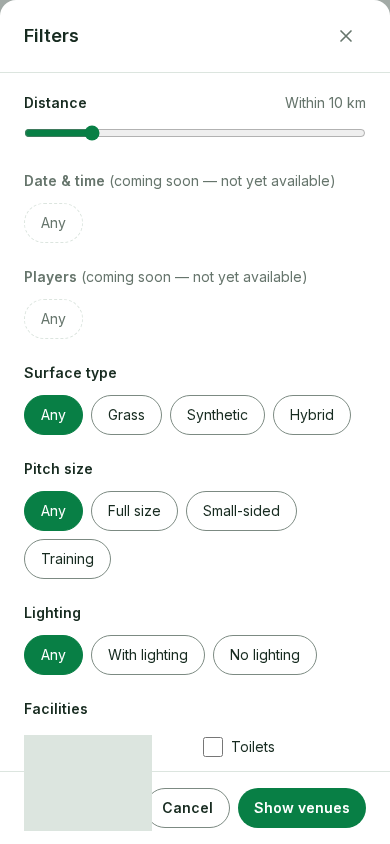 Filters
Distance
Within 10 km
Date & time (coming soon — not yet available)
Any
Players (coming soon — not yet available)
Any
Surface type
Any
Grass
Synthetic
Hybrid
Pitch size
Any
Full size
Small-sided
Training
Lighting
Any
With lighting
No lighting
Facilities
Toilets
Cancel
Show venues